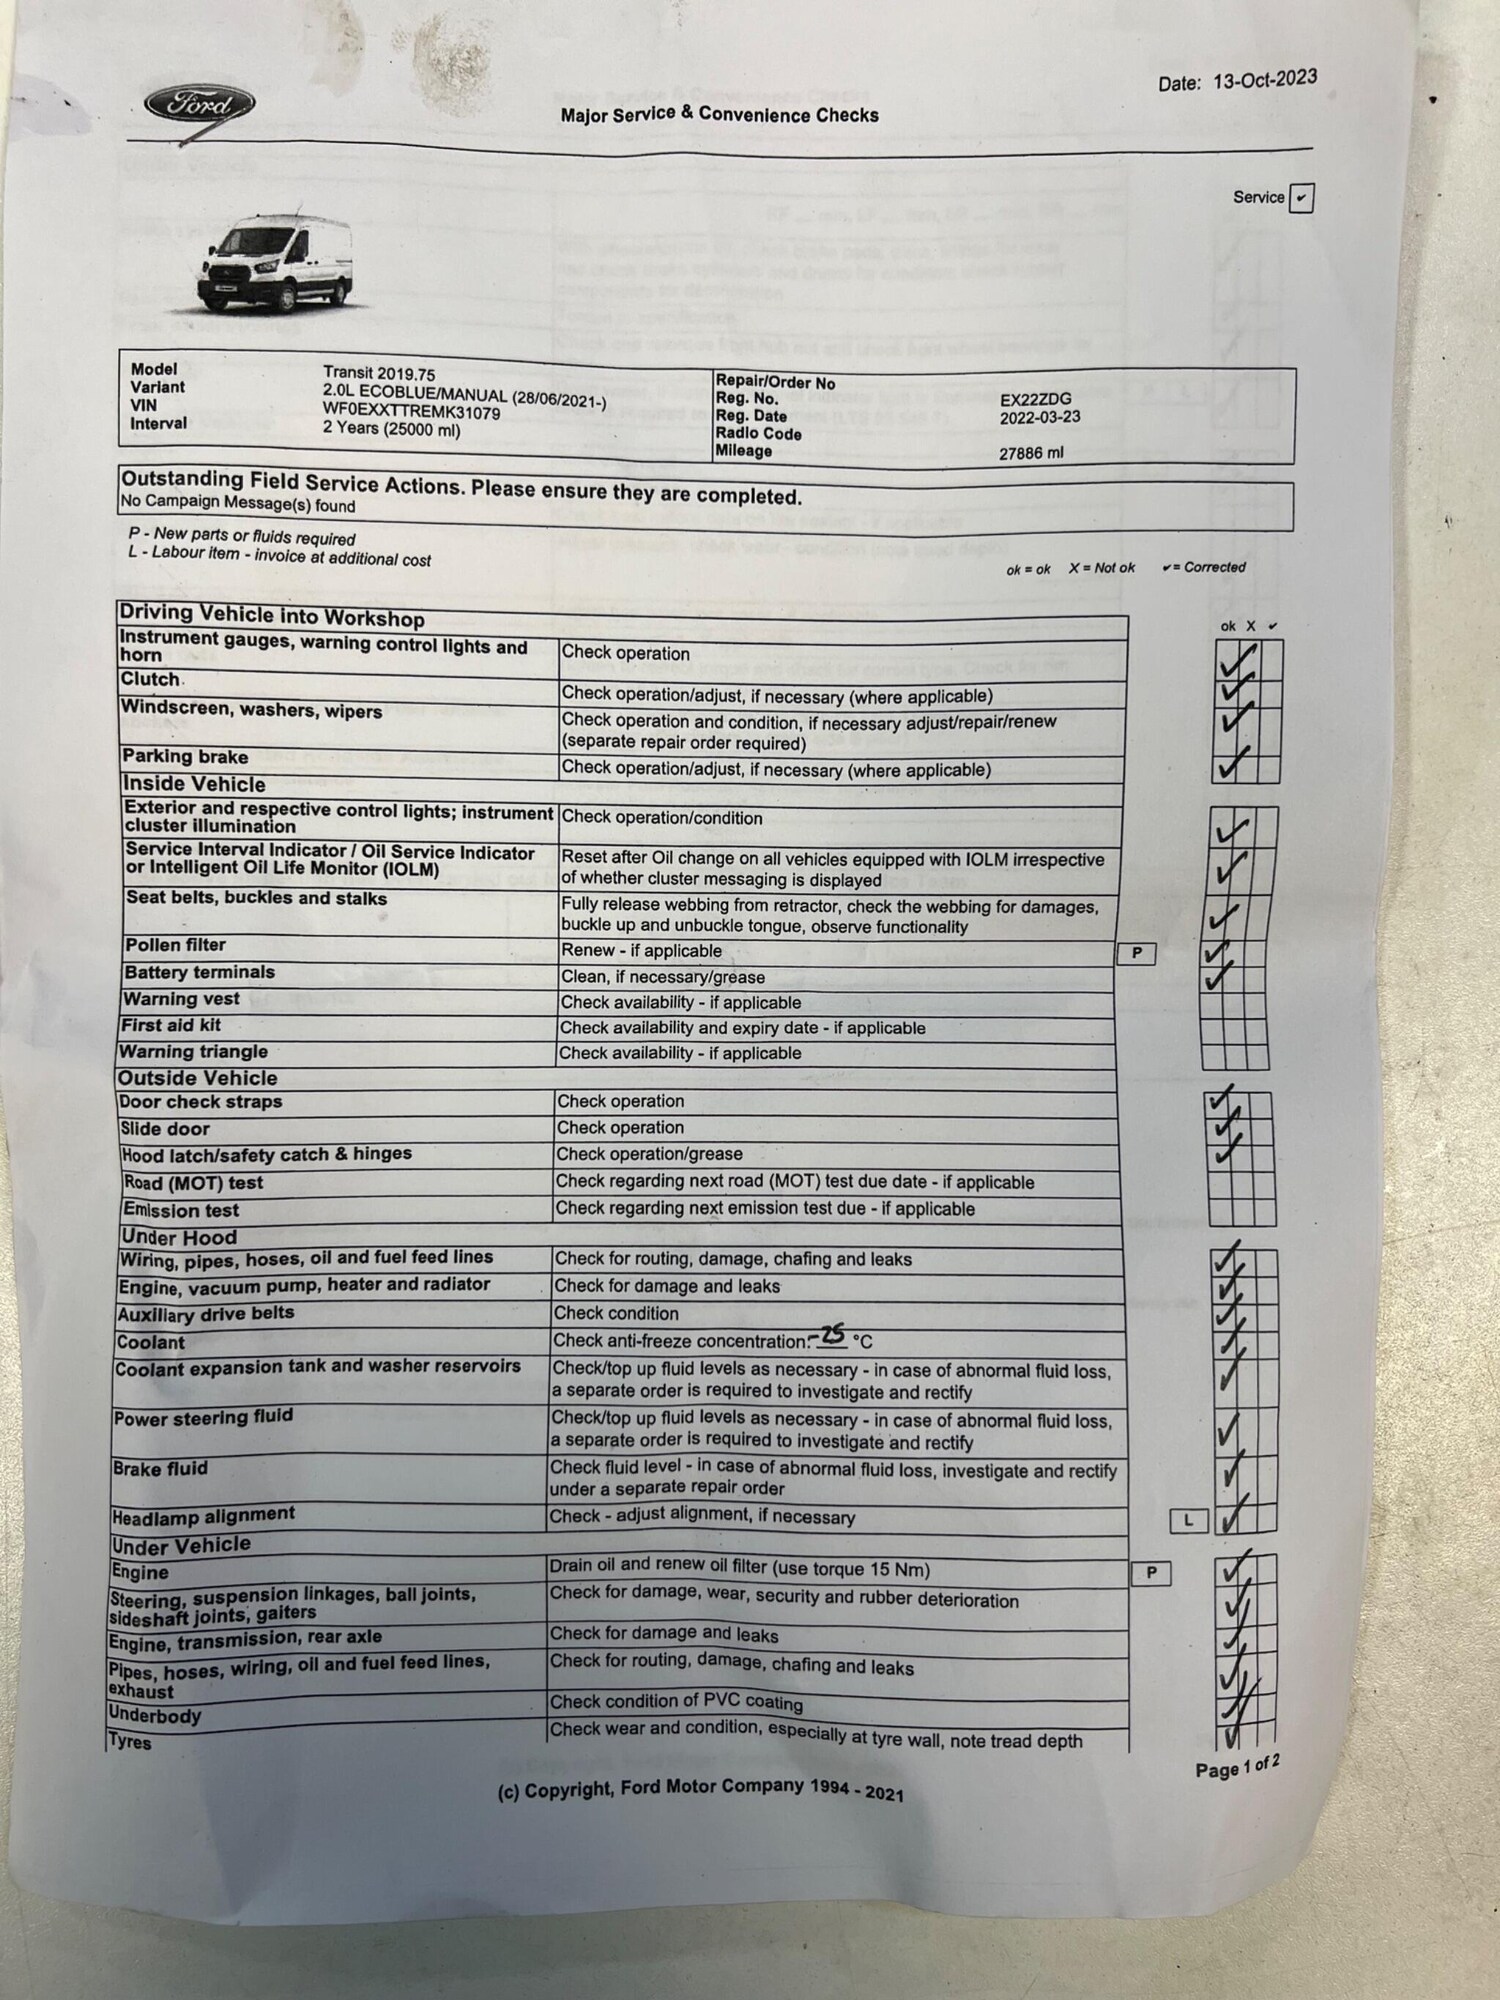 Ford
Major Service & Convenience Checks
Date: 13-Oct-2023
Service ✔
Model Transit 2019.75
Variant 2.0L ECOBLUE/MANUAL (28/06/2021-)
VIN WF0EXXTTREMK31079
Interval 2 Years (25000 ml)
Repair/Order No
Reg. No. EX22ZDG
Reg. Date 2022-03-23
Radio Code
Mileage 27886 ml
Outstanding Field Service Actions. Please ensure they are completed.
No Campaign Message(s) found
P - New parts or fluids required
L - Labour item - invoice at additional cost
ok = ok X = Not ok ✔= Corrected
ok X ✔
Driving Vehicle into Workshop
Instrument gauges, warning control lights and
horn
Check operation
Clutch
Check operation/adjust, if necessary (where applicable)
Windscreen, washers, wipers
Check operation and condition, if necessary adjust/repair/renew
(separate repair order required)
Parking brake
Check operation/adjust, if necessary (where applicable)
Inside Vehicle
Exterior and respective control lights; instrument
cluster illumination
Check operation/condition
Service Interval Indicator / Oil Service Indicator
or Intelligent Oil Life Monitor (IOLM)
Reset after Oil change on all vehicles equipped with IOLM irrespective
of whether cluster messaging is displayed
Seat belts, buckles and stalks
Fully release webbing from retractor, check the webbing for damages,
buckle up and unbuckle tongue, observe functionality
Pollen filter Renew - if applicable P
Battery terminals Clean, if necessary/grease
Warning vest Check availability - if applicable
First aid kit Check availability and expiry date - if applicable
Warning triangle Check availability - if applicable
Outside Vehicle
Door check straps Check operation
Slide door Check operation
Hood latch/safety catch & hinges Check operation/grease
Road (MOT) test Check regarding next road (MOT) test due date - if applicable
Emission test Check regarding next emission test due - if applicable
Under Hood
Wiring, pipes, hoses, oil and fuel feed lines Check for routing, damage, chafing and leaks
Engine, vacuum pump, heater and radiator Check for damage and leaks
Auxiliary drive belts Check condition
Coolant Check anti-freeze concentration: -25 °C
Coolant expansion tank and washer reservoirs Check/top up fluid levels as necessary - in case of abnormal fluid loss,
a separate order is required to investigate and rectify
Power steering fluid Check/top up fluid levels as necessary - in case of abnormal fluid loss,
a separate order is required to investigate and rectify
Brake fluid Check fluid level - in case of abnormal fluid loss, investigate and rectify
under a separate repair order
Headlamp alignment Check - adjust alignment, if necessary L
Under Vehicle
Engine Drain oil and renew oil filter (use torque 15 Nm) P
Steering, suspension linkages, ball joints,
sideshaft joints, gaiters
Check for damage, wear, security and rubber deterioration
Engine, transmission, rear axle Check for damage and leaks
Pipes, hoses, wiring, oil and fuel feed lines,
exhaust
Check for routing, damage, chafing and leaks
Underbody Check condition of PVC coating
Tyres Check wear and condition, especially at tyre wall, note tread depth
Page 1 of 2
(c) Copyright, Ford Motor Company 1994 - 2021